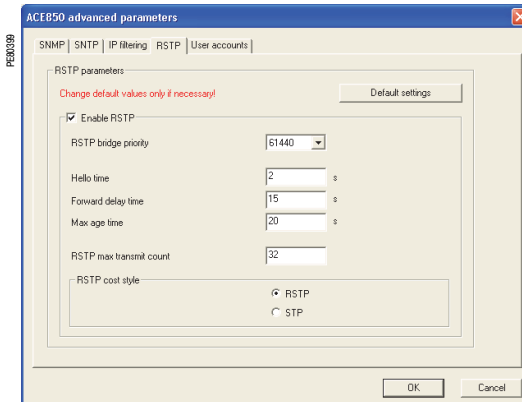 PE80399
ACE850 advanced parameters
SNMP SNTP IP filtering RSTP User accounts
RSTP parameters
Change default values only if necessary!
Default settings
Enable RSTP
RSTP bridge priority 61440
Hello time 2 s
Forward delay time 15 s
Max age time 20 s
RSTP max transmit count 32
RSTP cost style
RSTP
STP
OK Cancel